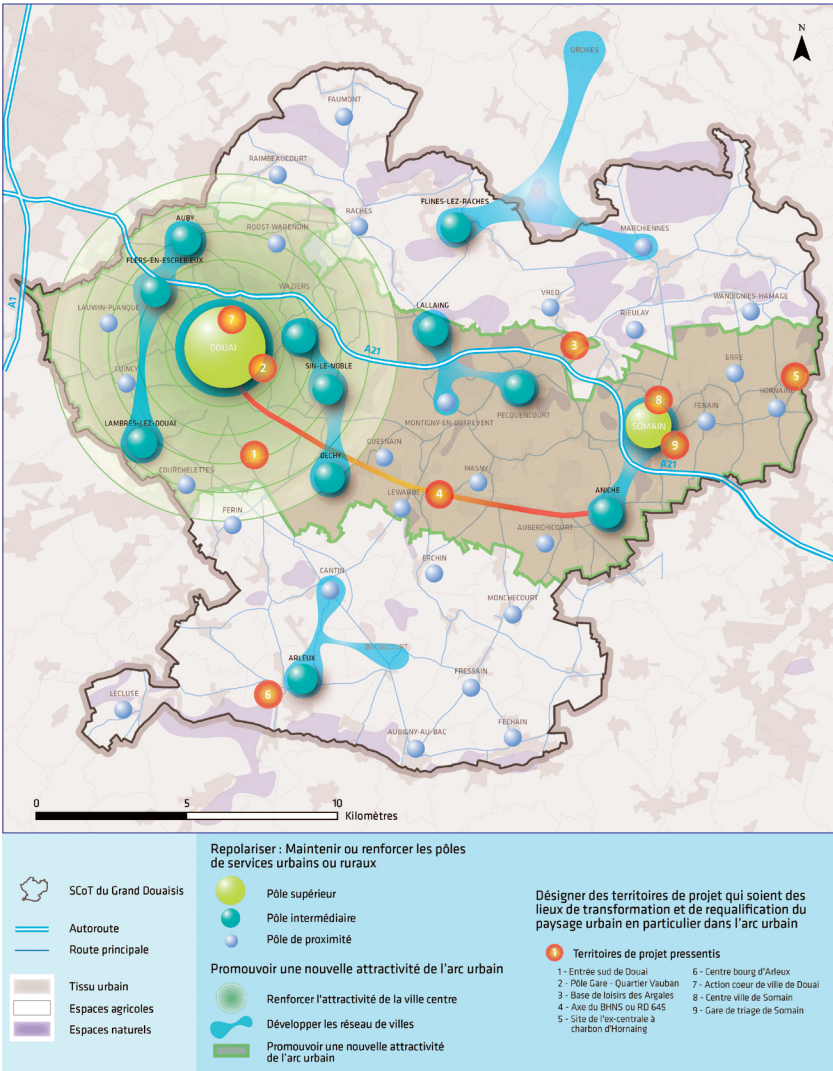 N
ORCHIES
FAUMONT
RAIMBEAUCOURT
FLINES-LEZ-RACHES
RACHES
AUBY
ROOST-WARENDIN
MARCHIENNES
FLERS-EN-ESCREBIEUX
WAZIERS
A1
LALLAING
VRED
WANDIGNIES-HAMAGE
LAUWIN-PLANQUE
7
RIEULAY
DOUAI
A21
3
2
SIN-LE-NOBLE
ERRE
5
CUINCY
8
HORNAING
PECQUENCOURT
MONTIGNY-EN-OSTREVENT
SOMAIN
FENAIN
LAMBRES-LEZ-DOUAI
9
1
GUESNAIN
A21
COURCHELETTES
DECHY
MASNY
LEWARDE
4
ANICHE
FERIN
AUBERCHICOURT
ERCHIN
CANTIN
MONCHECOURT
BUGNICOURT
ARLEUX
FRESSAIN
6
LECLUSE
AUBIGNY-AU-BAC
FECHAIN
0 5 10
Kilomètres
SCoT du Grand Douaisis
Autoroute
Route principale
Tissu urbain
Espaces agricoles
Espaces naturels
Repolariser : Maintenir ou renforcer les pôles
de services urbains ou ruraux
Pôle supérieur
Pôle intermédiaire
Pôle de proximité
Promouvoir une nouvelle attractivité de l'arc urbain
Renforcer l'attractivité de la ville centre
Développer les réseau de villes
Promouvoir une nouvelle attractivité
de l'arc urbain
Désigner des territoires de projet qui soient des
lieux de transformation et de requalification du
paysage urbain en particulier dans l'arc urbain
1 Territoires de projet pressentis
1 - Entrée sud de Douai
2 - Pôle Gare - Quartier Vauban
3 - Base de loisirs des Argales
4 - Axe du BHNS ou RD 645
5 - Site de l'ex-centrale à
charbon d'Hornaing
6 - Centre bourg d'Arleux
7 - Action coeur de ville de Douai
8 - Centre ville de Somain
9 - Gare de triage de Somain